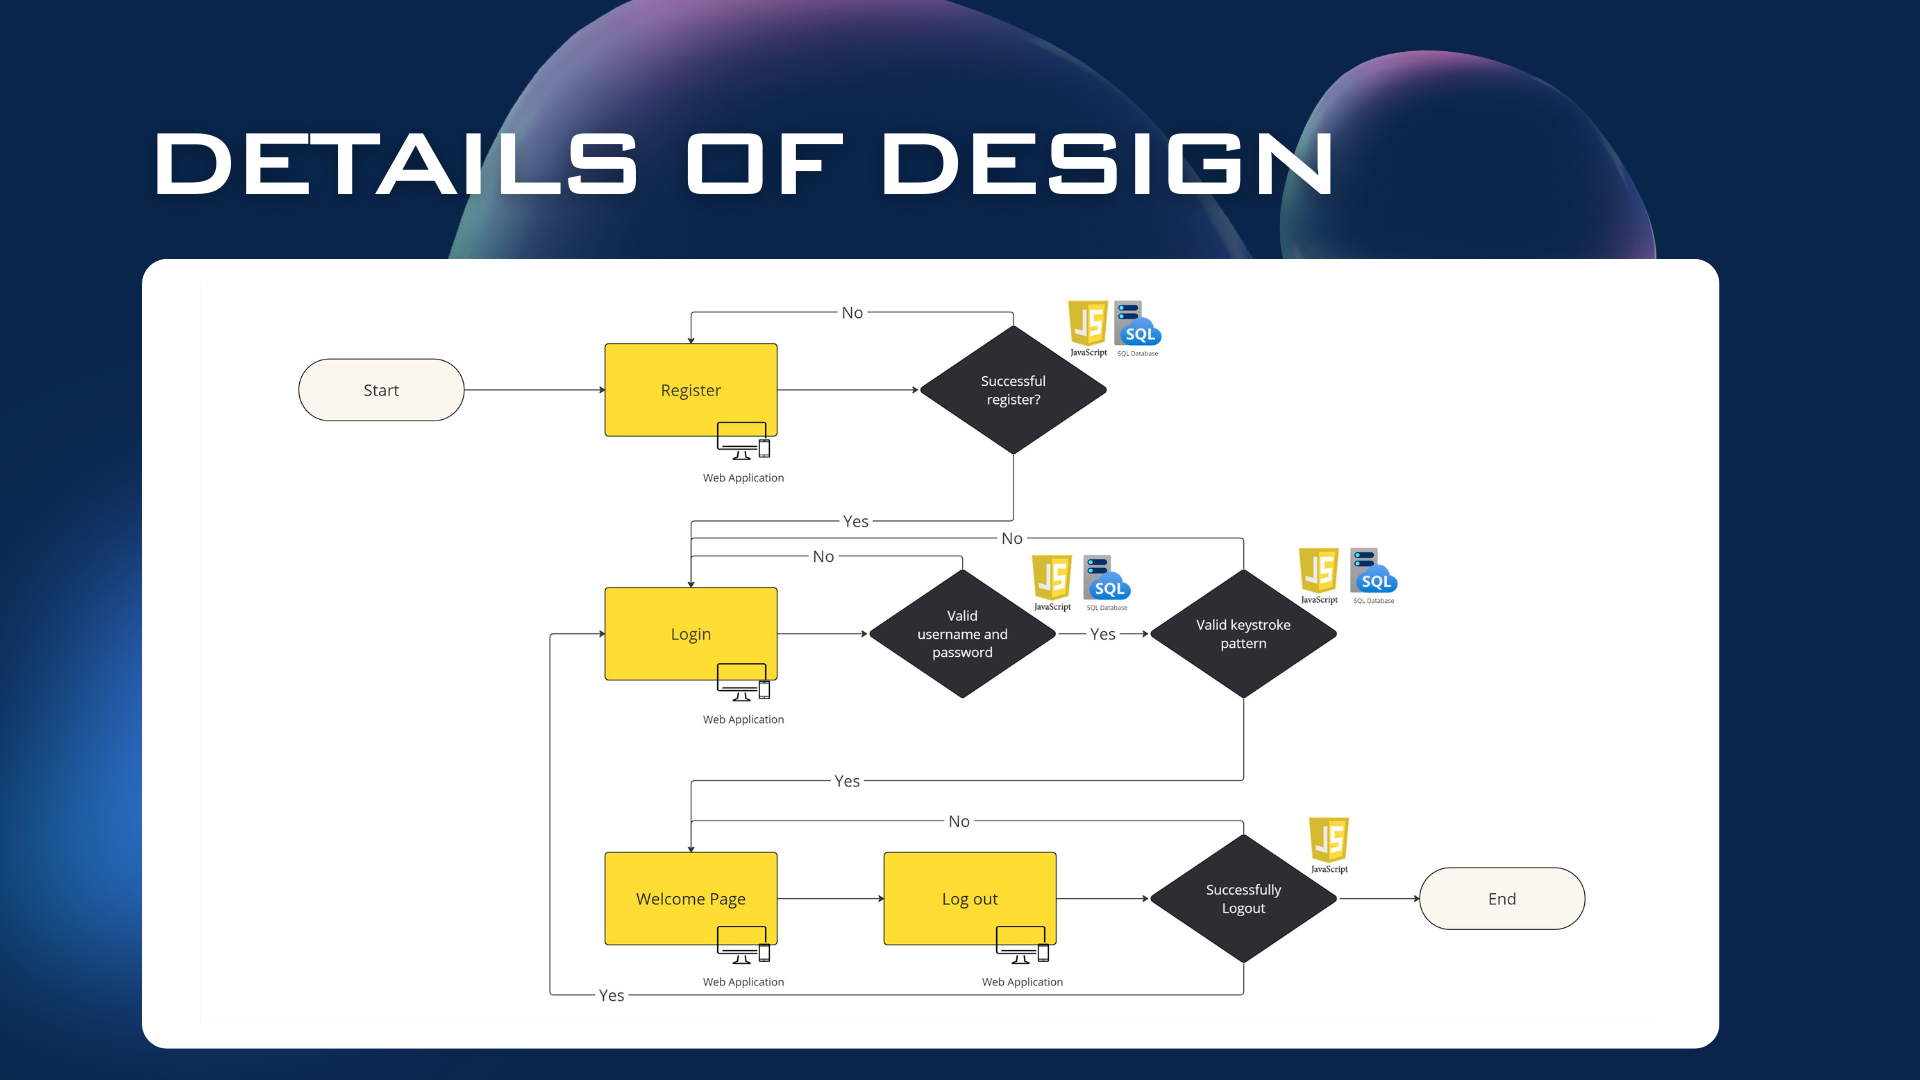 DETAILS OF DESIGN
No
JS
JavaScript
SQL
SQL Database
Start
Register
Successful
register?
Web Application
Yes
No
No
JS
JavaScript
SQL
SQL Database
JS
JavaScript
SQL
SQL Database
Login
Valid
username and
password
Yes
Valid keystroke
pattern
Web Application
Yes
No
JS
JavaScript
Welcome Page
Log out
Successfully
Logout
End
Web Application
Web Application
Yes